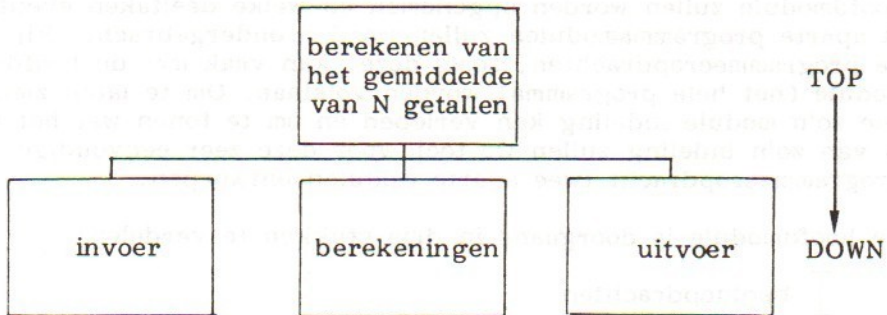 berekenen van
het gemiddelde
van N getallen
TOP
invoer
berekeningen
uitvoer
DOWN